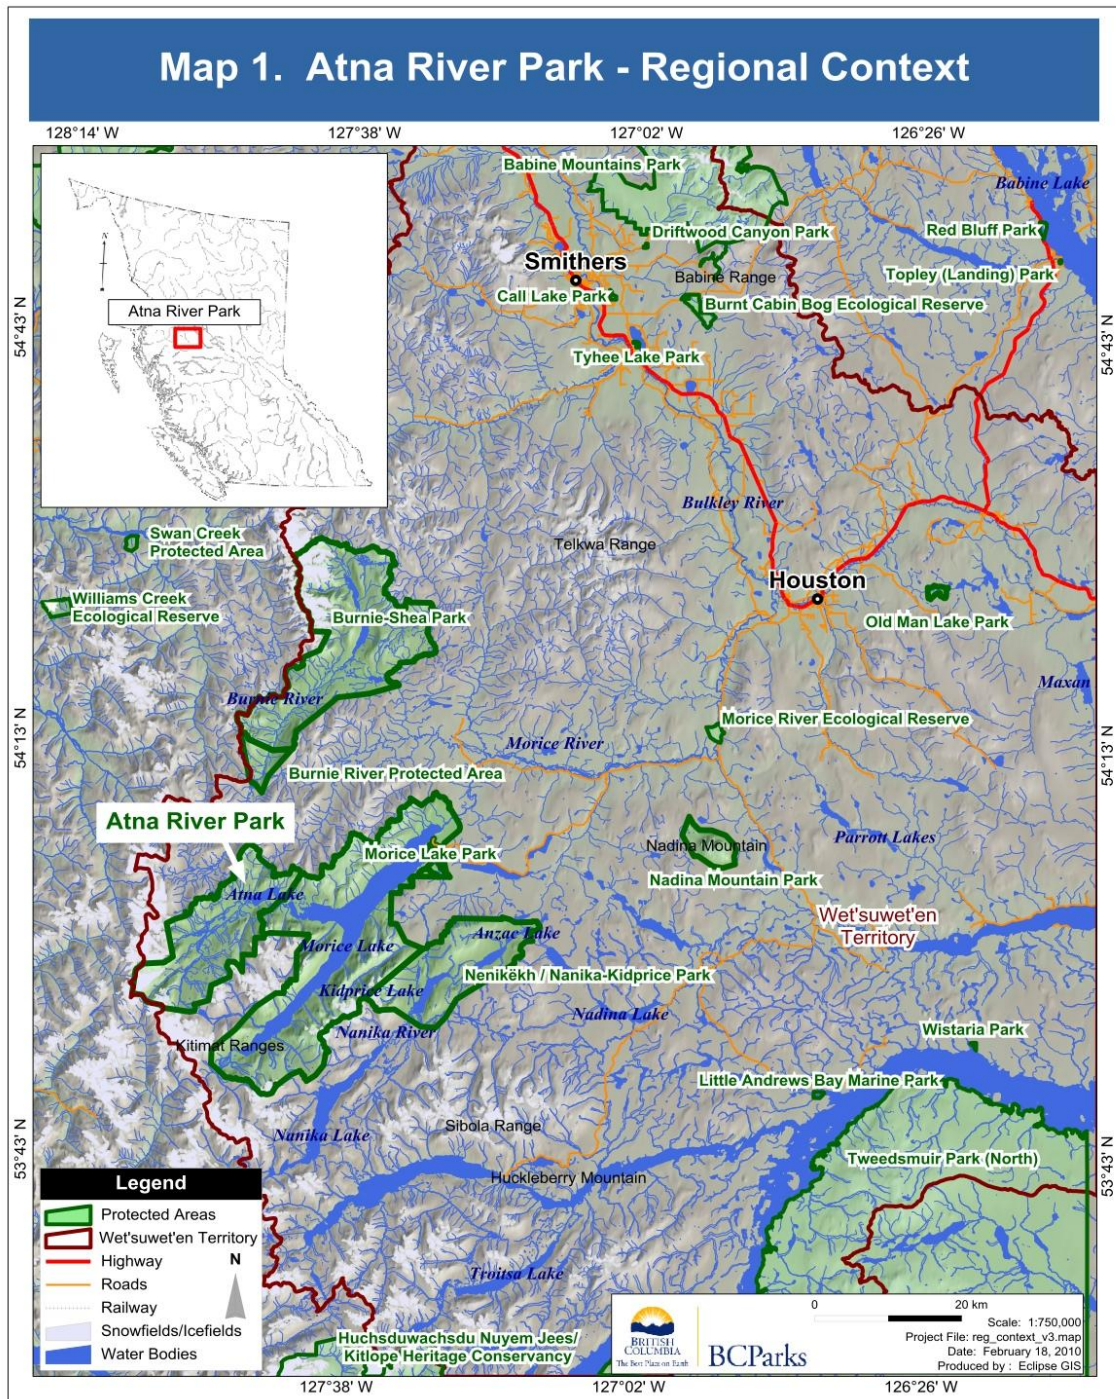 Map 1. Atna River Park - Regional Context
128°14' W
127°38' W
127°02' W
126°26' W
54°43' N
54°43' N
54°13' N
54°13' N
53°43' N
53°43' N
N
Atna River Park
Babine Mountains Park
Babine Lake
Driftwood Canyon Park
Red Bluff Park
Smithers
Babine Range
Topley (Landing) Park
Call Lake Park
Burnt Cabin Bog Ecological Reserve
Tyhee Lake Park
Bulkley River
Swan Creek
Protected Area
Telkwa Range
Houston
Williams Creek
Ecological Reserve
Burnie-Shea Park
Old Man Lake Park
Burnie River
Maxan
Morice River Ecological Reserve
Morice River
Burnie River Protected Area
Atna River Park
Parrott Lakes
Morice Lake Park
Nadina Mountain
Nadina Mountain Park
Atna Lake
Wet'suwet'en
Territory
Anzac Lake
Morice Lake
Nenikëkh / Nanika-Kidprice Park
Kidprice Lake
Nadina Lake
Nanika River
Wistaria Park
Kitimat Ranges
Little Andrews Bay Marine Park
Sibola Range
Nanika Lake
Tweedsmuir Park (North)
Huckleberry Mountain
Troitsa Lake
Huchsduwachsdu Nuyem Jees/
Kitlope Heritage Conservancy
Legend
Protected Areas
Wet'suwet'en Territory
Highway
Roads
Railway
Snowfields/Icefields
Water Bodies
N
BRITISH
COLUMBIA
The Best Place on Earth
BCParks
0
20 km
Scale: 1:750,000
Project File: reg_context_v3.map
Date: February 18, 2010
Produced by : Eclipse GIS
127°38' W
127°02' W
126°26' W